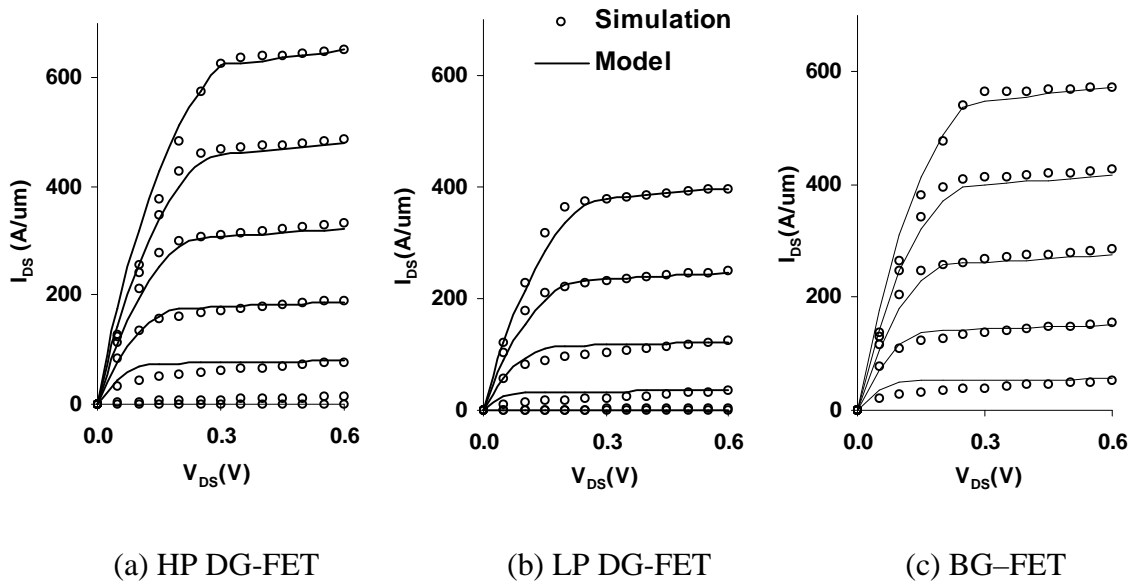 Simulation
Model
600
400
200
0
0.0 0.3 0.6
I_DS (A/um)
V_DS(V)
600
400
200
0
0.0 0.3 0.6
I_DS(A/um)
V_DS(V)
600
400
200
0
0.0 0.3 0.6
I_DS(A/um)
V_DS(V)
(a) HP DG-FET
(b) LP DG-FET
(c) BG–FET